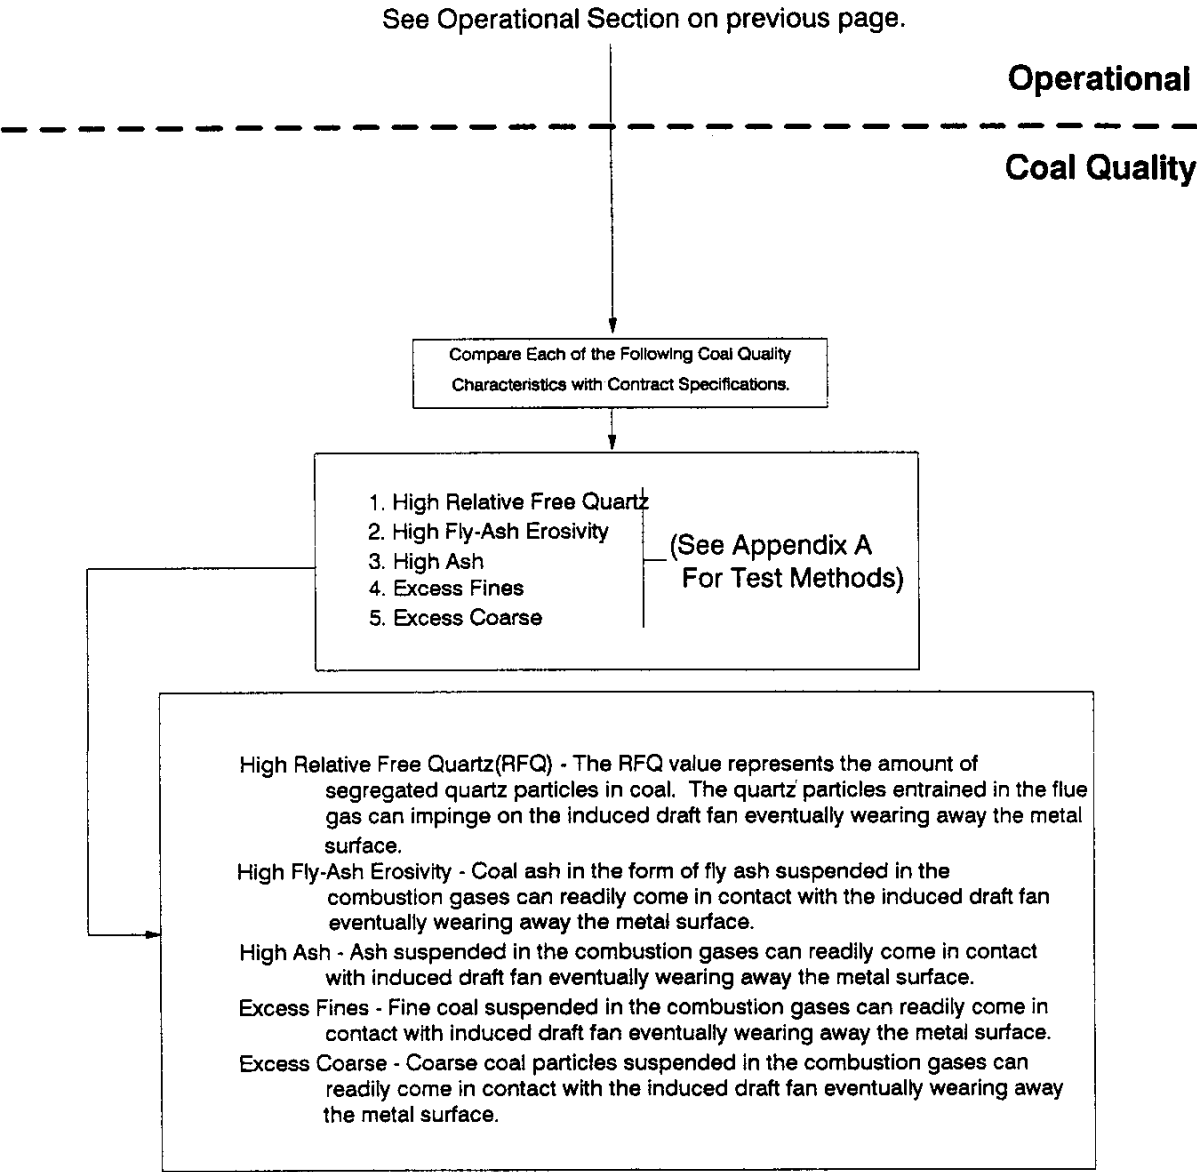 See Operational Section on previous page.
Operational
Coal Quality
Compare Each of the Following Coal Quality
Characteristics with Contract Specifications.
1. High Relative Free Quartz
2. High Fly-Ash Erosivity
3. High Ash
4. Excess Fines
5. Excess Coarse
(See Appendix A
For Test Methods)
High Relative Free Quartz(RFQ) - The RFQ value represents the amount of
segregated quartz particles in coal. The quartz particles entrained in the flue
gas can impinge on the induced draft fan eventually wearing away the metal
surface.
High Fly-Ash Erosivity - Coal ash in the form of fly ash suspended in the
combustion gases can readily come in contact with the induced draft fan
eventually wearing away the metal surface.
High Ash - Ash suspended in the combustion gases can readily come in contact
with induced draft fan eventually wearing away the metal surface.
Excess Fines - Fine coal suspended in the combustion gases can readily come in
contact with induced draft fan eventually wearing away the metal surface.
Excess Coarse - Coarse coal particles suspended in the combustion gases can
readily come in contact with the induced draft fan eventually wearing away
the metal surface.